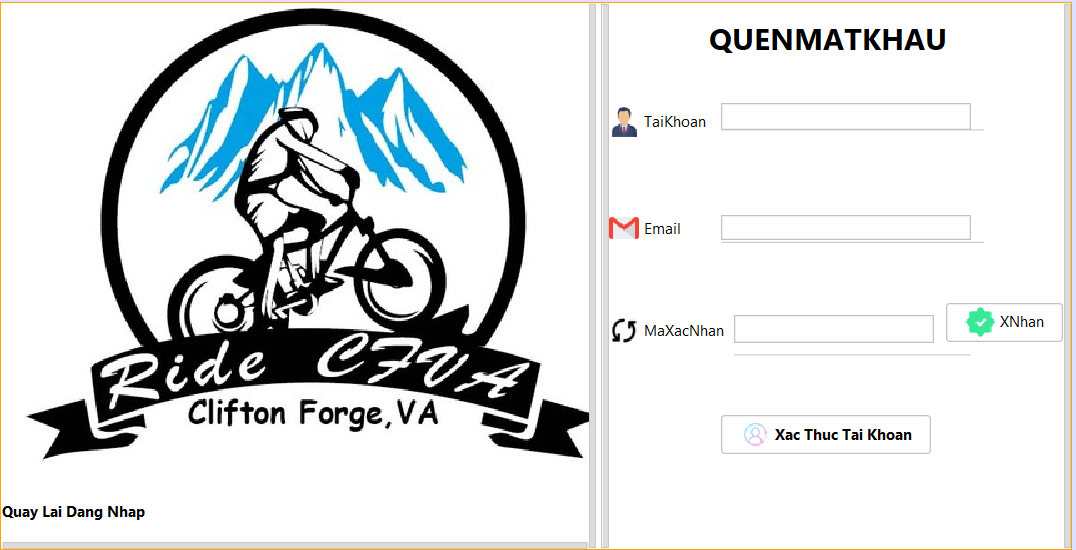 Ride CFVA
Clifton Forge,VA
Quay Lai Dang Nhap
QUENMATKHAU
TaiKhoan
Email
MaXacNhan
XNhan
Xac Thuc Tai Khoan